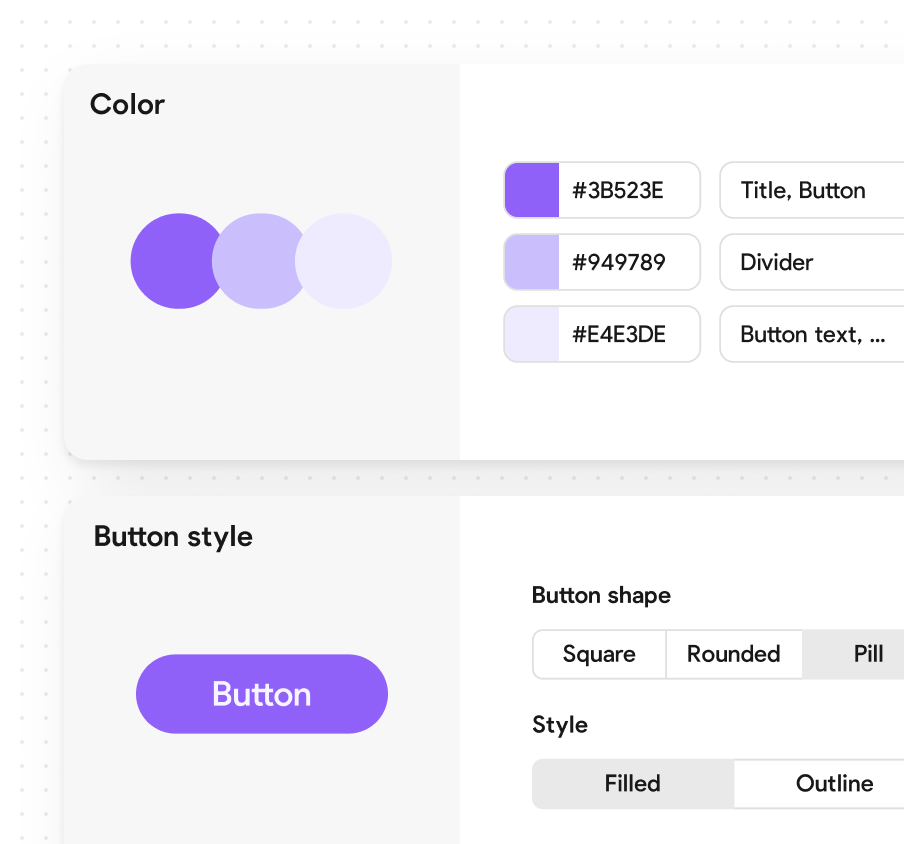 Color
#3B523E
Title, Button
#949789
Divider
#E4E3DE
Button text, ...
Button style
Button
Button shape
Square
Rounded
Pill
Style
Filled
Outline